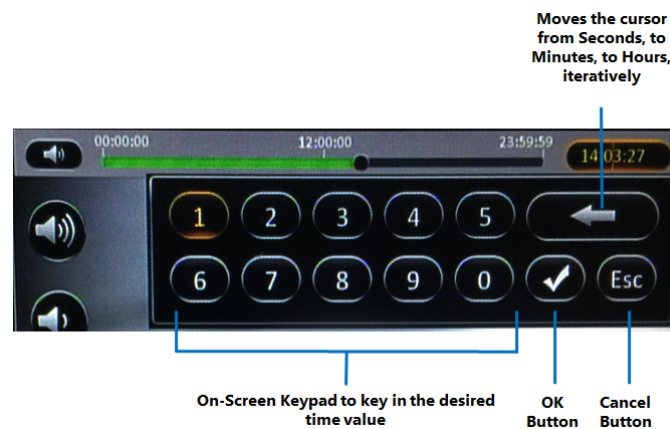 Moves the cursor
from Seconds, to
Minutes, to Hours,
iteratively
00:00:00 12:00:00 23:59:59 14:03:27
1 2 3 4 5
6 7 8 9 0 Esc
On-Screen Keypad to key in the desired
time value
OK
Button
Cancel
Button